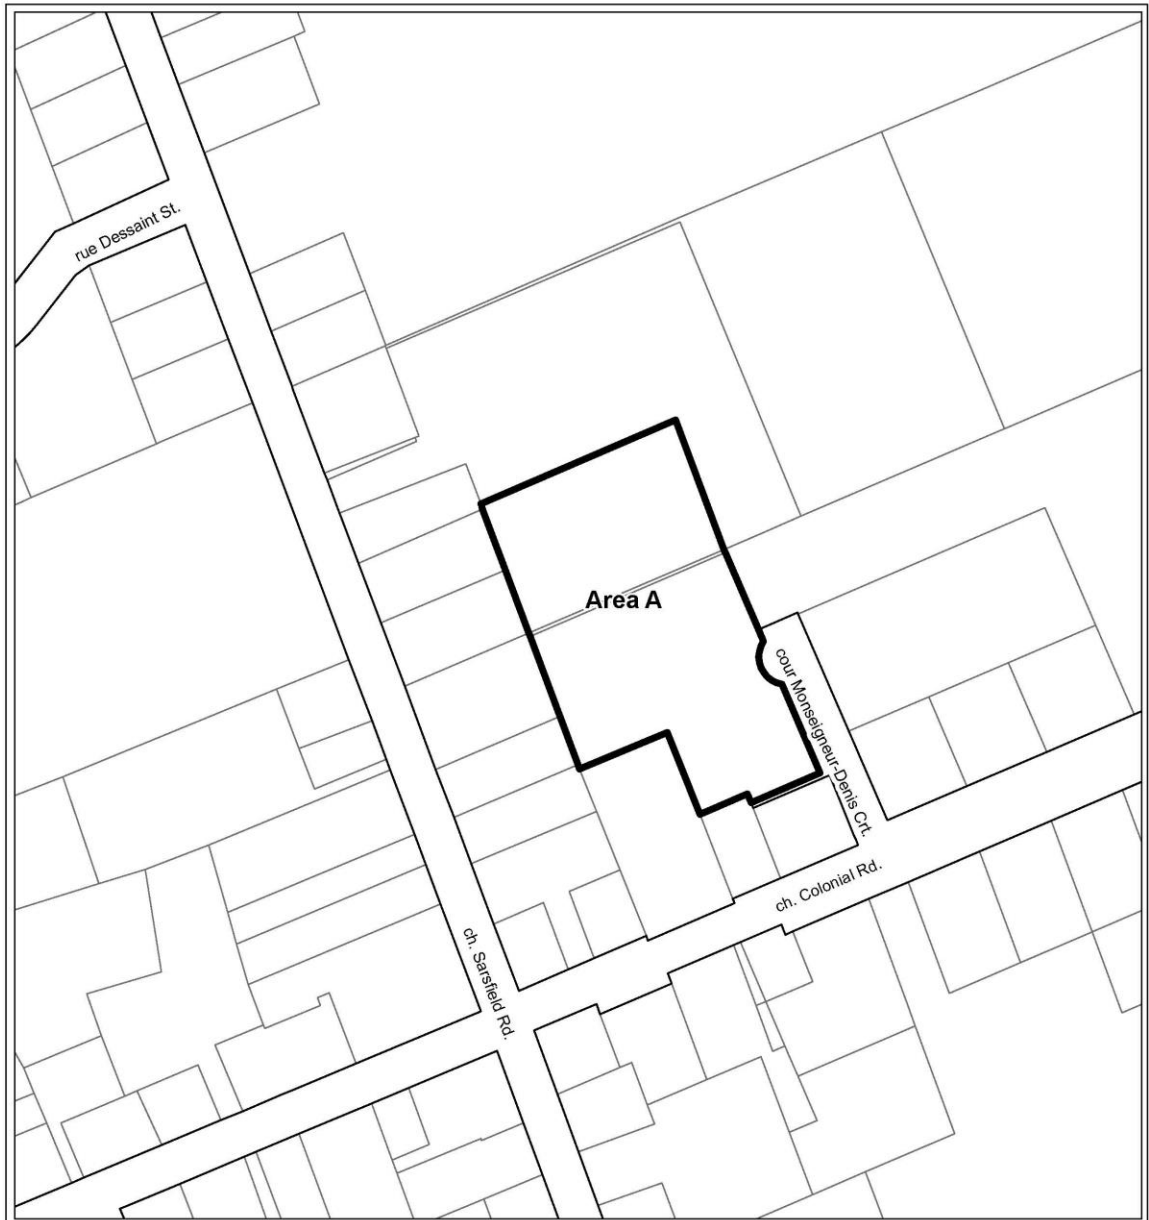 rue Dessaint St.
Area A
cour Monseigneur-Denis Crt.
ch. Colonial Rd.
ch. Sarsfield Rd.